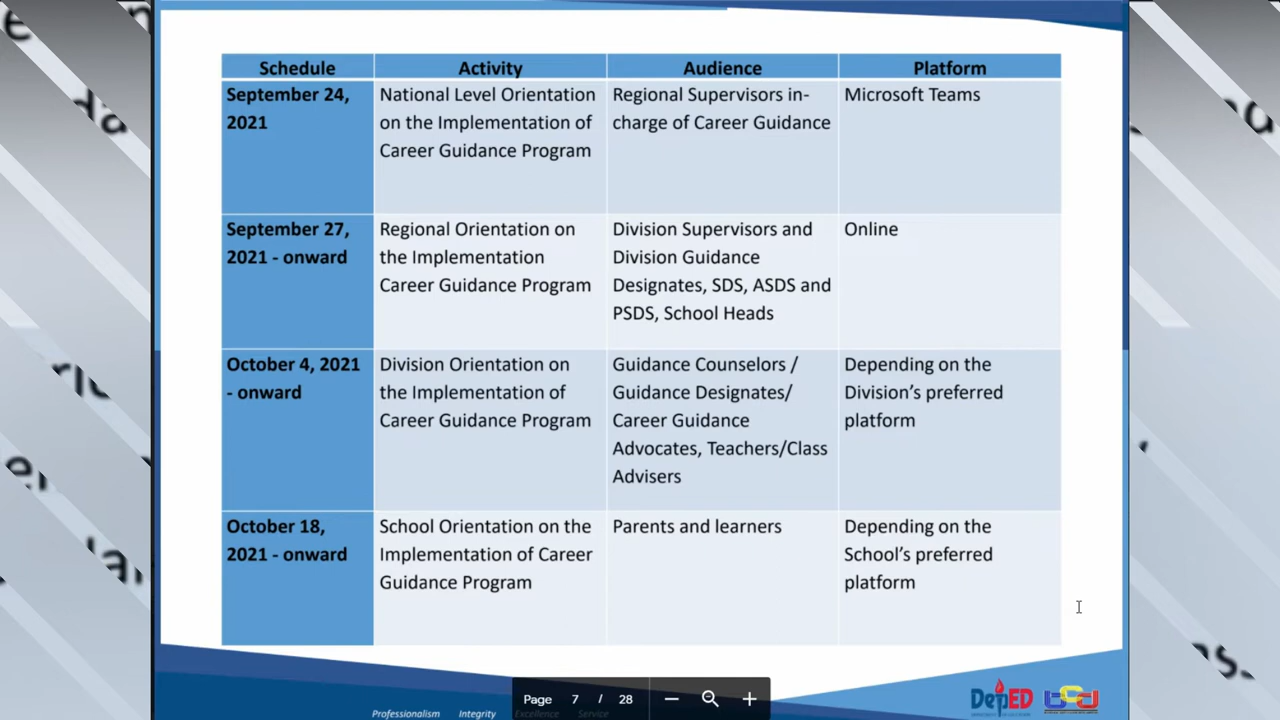 Schedule Activity Audience Platform
September 24, 2021
National Level Orientation on the Implementation of Career Guidance Program
Regional Supervisors in-charge of Career Guidance
Microsoft Teams
September 27, 2021 - onward
Regional Orientation on the Implementation Career Guidance Program
Division Supervisors and Division Guidance Designates, SDS, ASDS and PSDS, School Heads
Online
October 4, 2021 - onward
Division Orientation on the Implementation of Career Guidance Program
Guidance Counselors / Guidance Designates/ Career Guidance Advocates, Teachers/Class Advisers
Depending on the Division’s preferred platform
October 18, 2021 - onward
School Orientation on the Implementation of Career Guidance Program
Parents and learners
Depending on the School’s preferred platform
Page 7 / 28
Professionalism Integrity Excellence Service
DepED